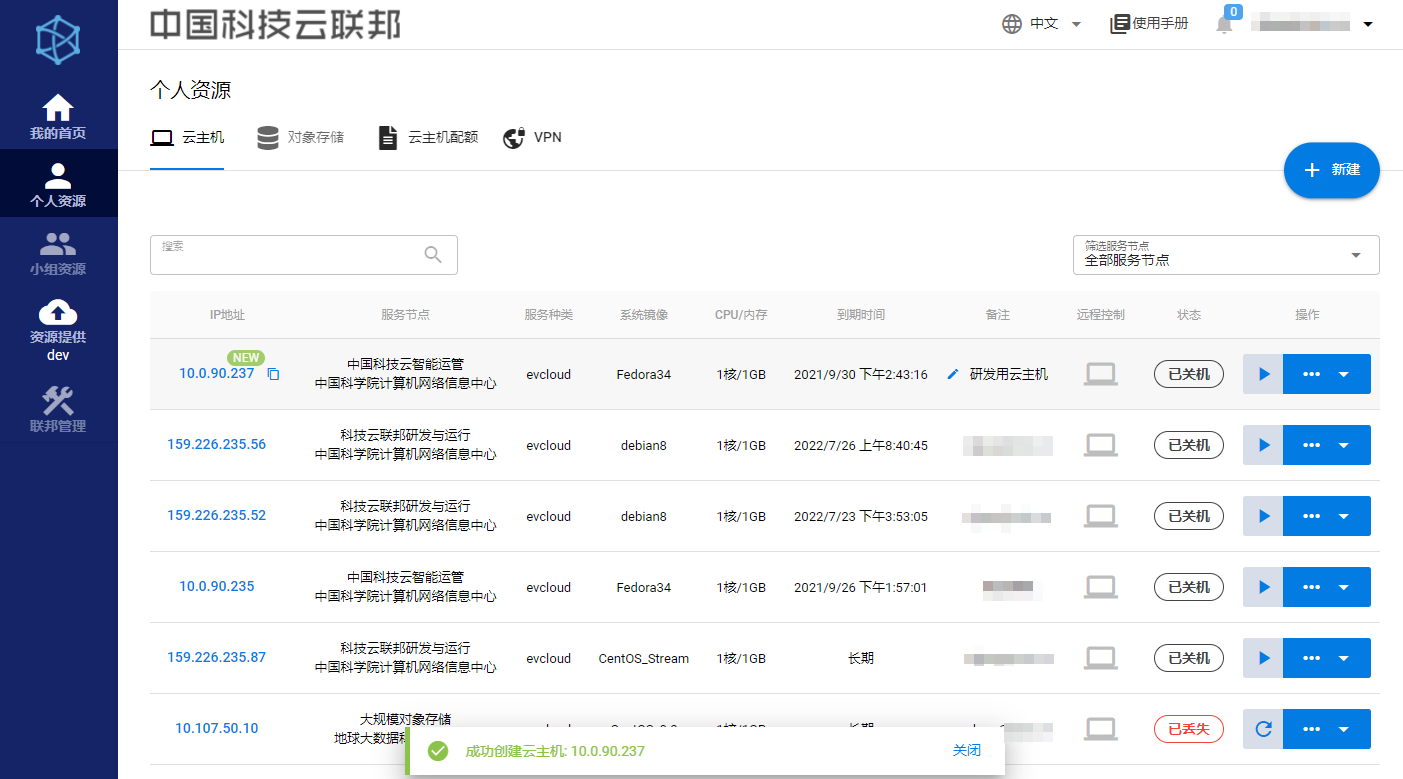 中国科技云联邦
中文
使用手册
0
我的首页
个人资源
小组资源
资源提供
dev
联邦管理
个人资源
云主机
对象存储
云主机配额
VPN
新建
搜索
筛选服务节点
全部服务节点
IP地址 服务节点 服务种类 系统镜像 CPU/内存 到期时间 备注 远程控制 状态 操作
NEW
10.0.90.237 中国科技云智能运管 evcloud Fedora34 1核/1GB 2021/9/30 下午2:43:16 研发用云主机 已关机
中国科学院计算机网络信息中心
159.226.235.56 科技云联邦研发与运行 evcloud debian8 1核/1GB 2022/7/26 上午8:40:45 已关机
中国科学院计算机网络信息中心
159.226.235.52 科技云联邦研发与运行 evcloud debian8 1核/1GB 2022/7/23 下午3:53:05 已关机
中国科学院计算机网络信息中心
10.0.90.235 中国科技云智能运管 evcloud Fedora34 1核/1GB 2021/9/26 下午1:57:01 已关机
中国科学院计算机网络信息中心
159.226.235.87 科技云联邦研发与运行 evcloud CentOS_Stream 1核/1GB 长期 已关机
中国科学院计算机网络信息中心
10.107.50.10 大规模对象存储 已丢失
地球大数据
成功创建云主机: 10.0.90.237
关闭